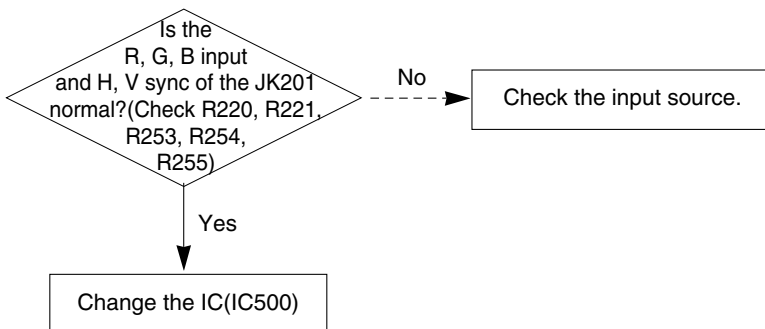 Is the
R, G, B input
and H, V sync of the JK201
normal?(Check R220, R221,
R253, R254,
R255)
No
Check the input source.
Yes
Change the IC(IC500)